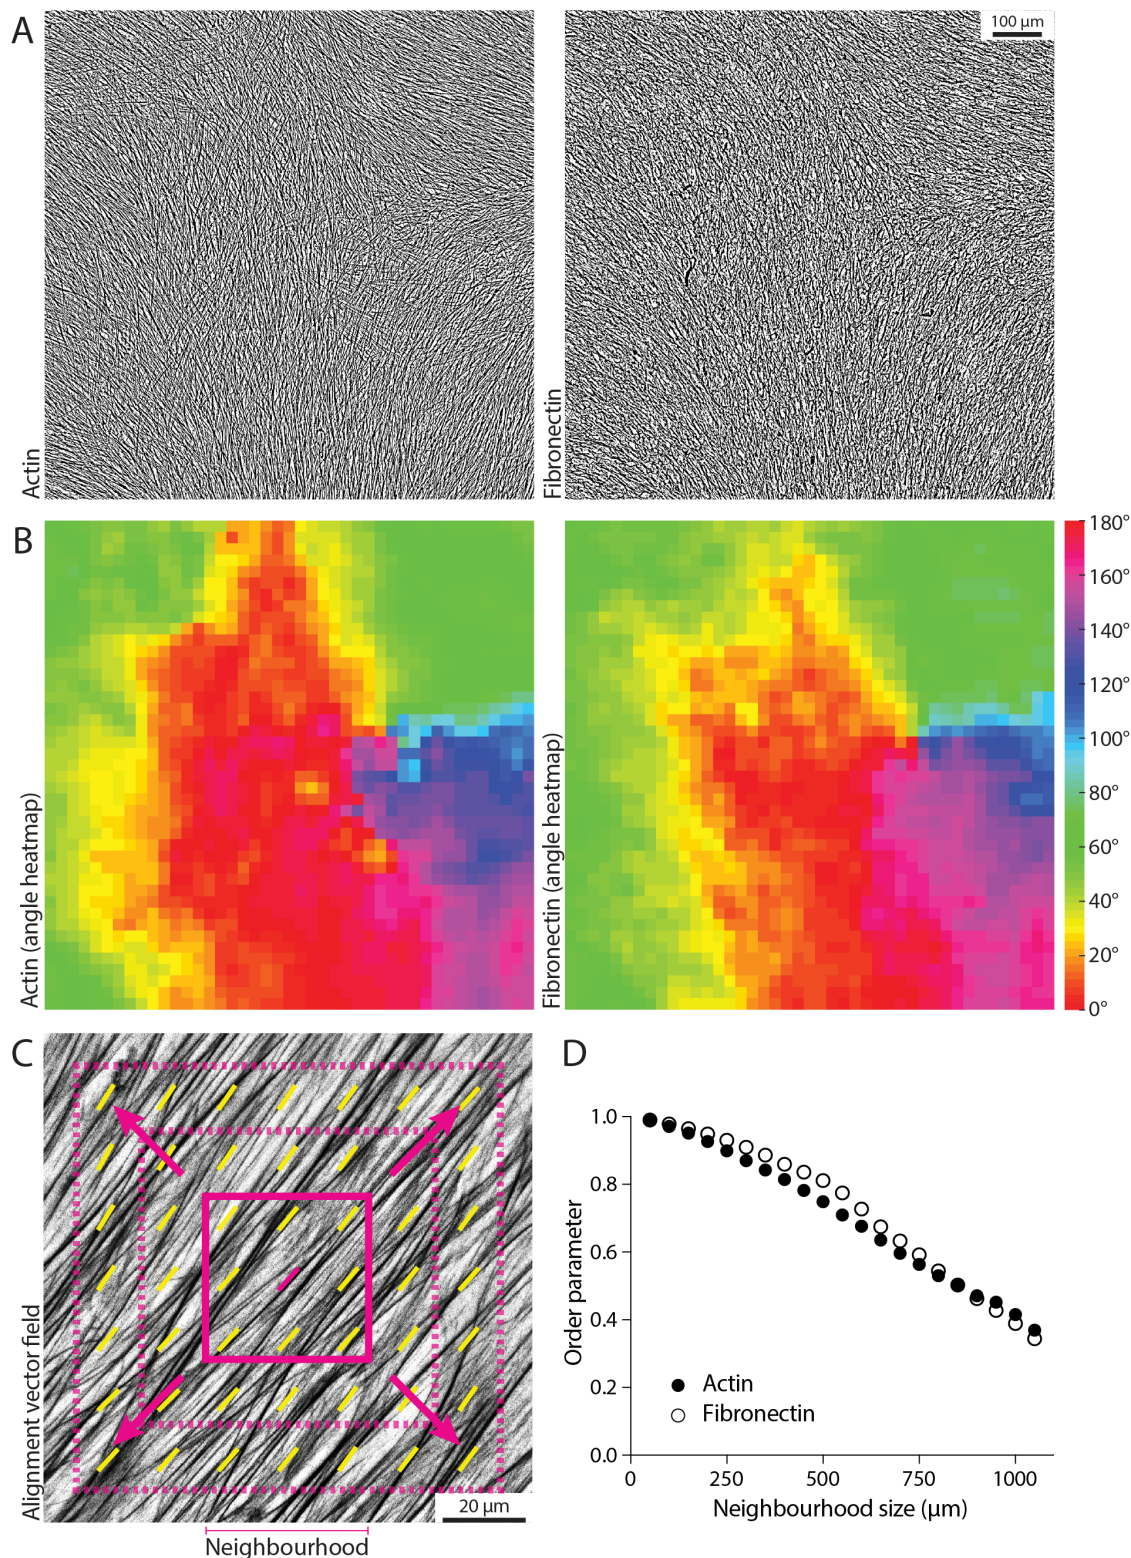 A
Actin
Fibronectin
100 µm
B
Actin (angle heatmap)
Fibronectin (angle heatmap)
180°
160°
140°
120°
100°
80°
60°
40°
20°
0°
C
Alignment vector field
20 µm
Neighbourhood
D
Order parameter
1.0
0.8
0.6
0.4
0.2
0.0
Actin
Fibronectin
0
250
500
750
1000
Neighbourhood size (µm)